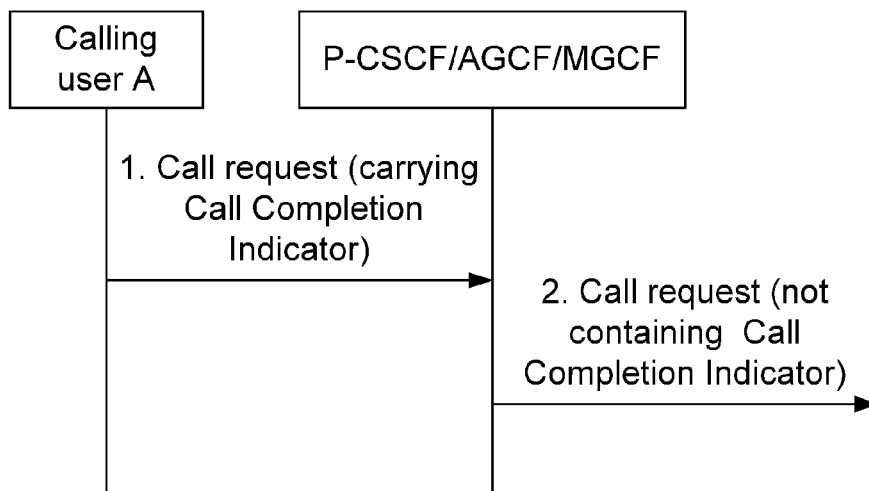 Calling
user A
P-CSCF/AGCF/MGCF
1. Call request (carrying
Call Completion
Indicator)
2. Call request (not
containing Call
Completion Indicator)